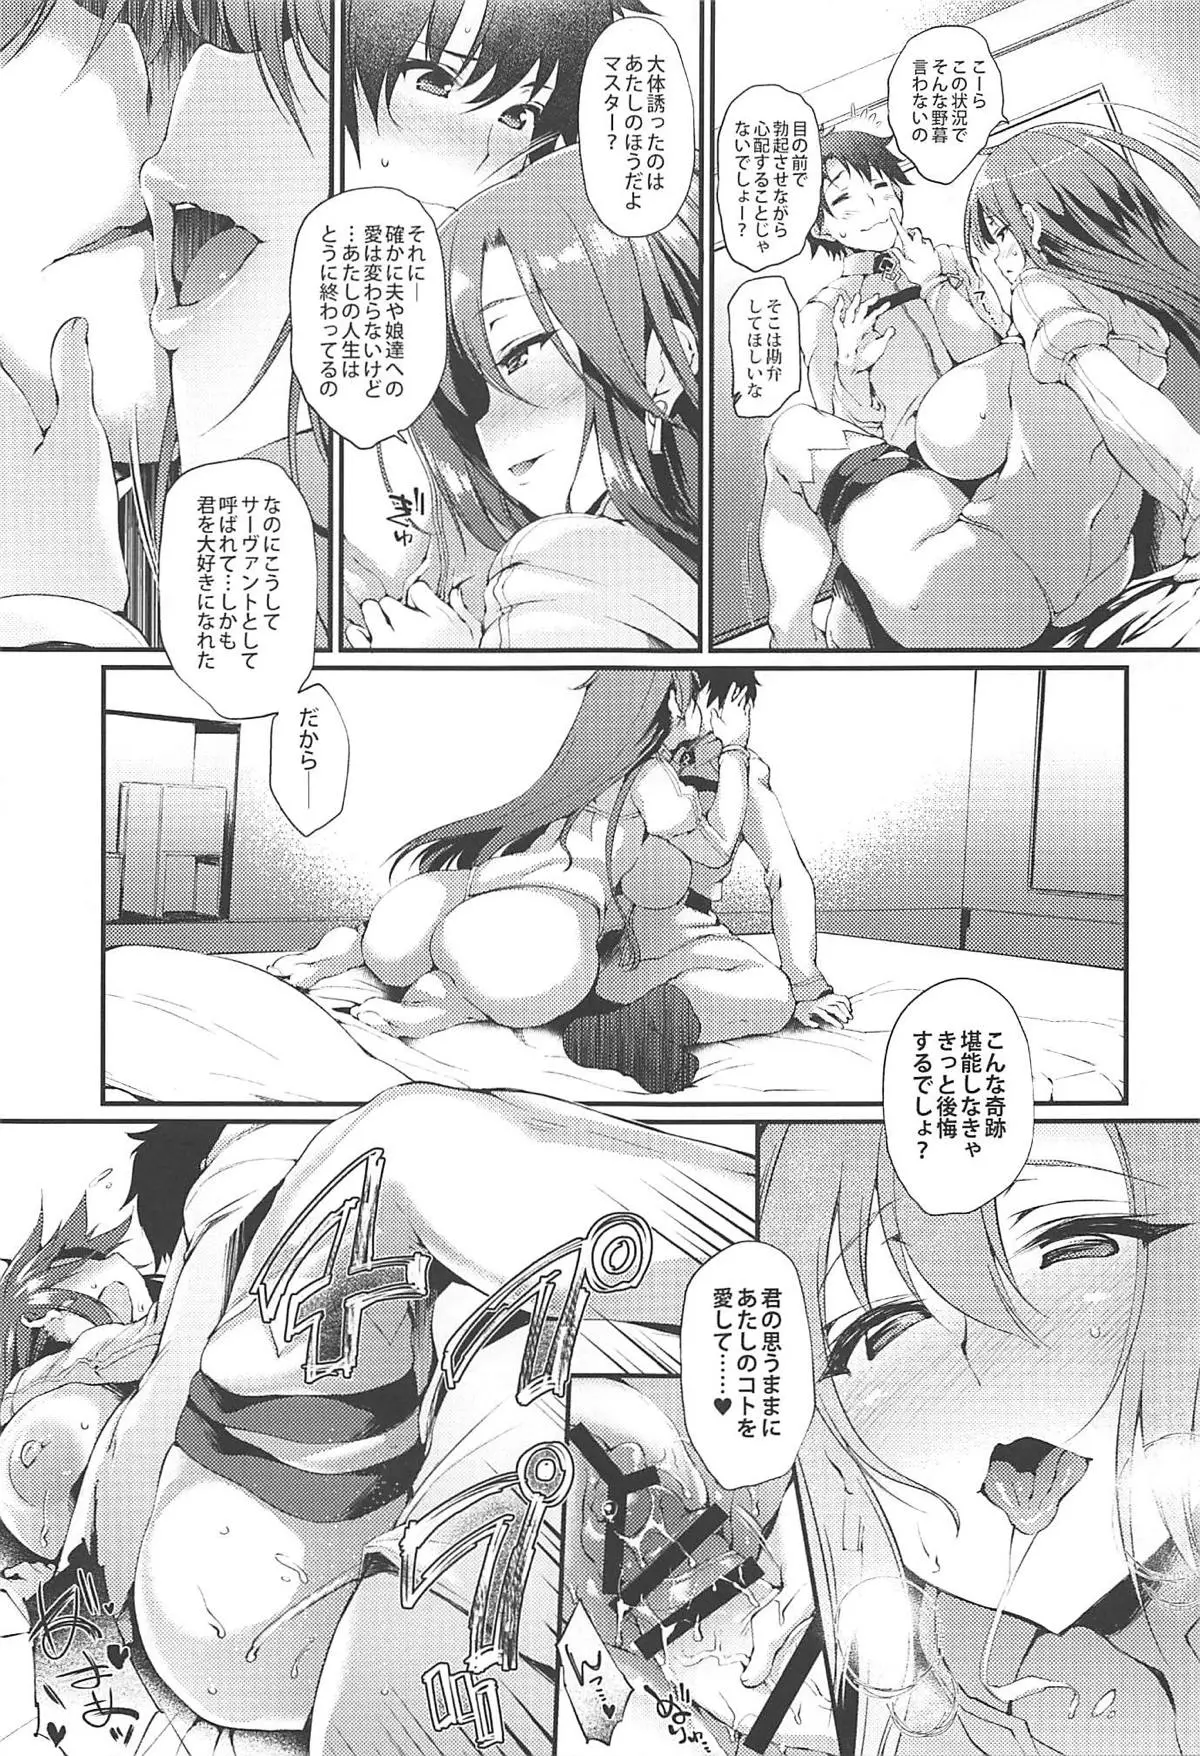 こーら
この状況で
そんな野暮
言わないの
目の前で
勃起させながら
心配することじゃ
ないでしょー？
そこは勘弁
してほしいな
大体誘ったのは
あたしのほうだよ
マスター？
それに―
確かに夫や娘達への
愛は変わらないけど
…あたしの人生は
とうに終わってるの
ぎゅ
なのにこうして
サーヴァントとして
呼ばれて…しかも
君を大好きになれた
だから――
こんな奇跡
堪能しなきゃ
きっと後悔
するでしょ？
君の思うままに
あたしのコトを
愛して……♥